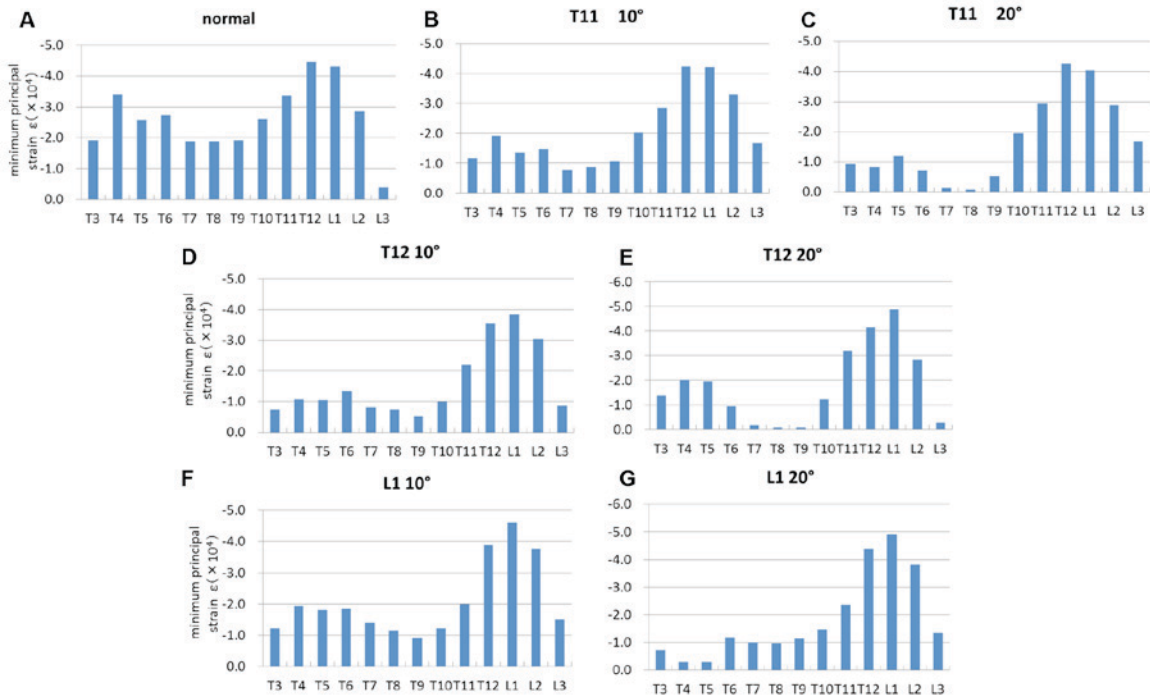 A
normal
minimum principal
strain ε(×10⁴)
-5.0
-4.0
-3.0
-2.0
-1.0
0.0
T3 T4 T5 T6 T7 T8 T9 T10 T11 T12 L1 L2 L3
B
T11 10°
-5.0
-4.0
-3.0
-2.0
-1.0
0.0
T3 T4 T5 T6 T7 T8 T9 T10 T11 T12 L1 L2 L3
C
T11 20°
-5.0
-4.0
-3.0
-2.0
-1.0
0.0
T3 T4 T5 T6 T7 T8 T9 T10 T11 T12 L1 L2 L3
D
T12 10°
minimum principal
strain ε(×10⁴)
-5.0
-4.0
-3.0
-2.0
-1.0
0.0
T3 T4 T5 T6 T7 T8 T9 T10 T11 T12 L1 L2 L3
E
T12 20°
-6.0
-5.0
-4.0
-3.0
-2.0
-1.0
0.0
T3 T4 T5 T6 T7 T8 T9 T10 T11 T12 L1 L2 L3
F
L1 10°
minimum principal
strain ε(×10⁴)
-5.0
-4.0
-3.0
-2.0
-1.0
0.0
T3 T4 T5 T6 T7 T8 T9 T10 T11 T12 L1 L2 L3
G
L1 20°
-6.0
-5.0
-4.0
-3.0
-2.0
-1.0
0.0
T3 T4 T5 T6 T7 T8 T9 T10 T11 T12 L1 L2 L3